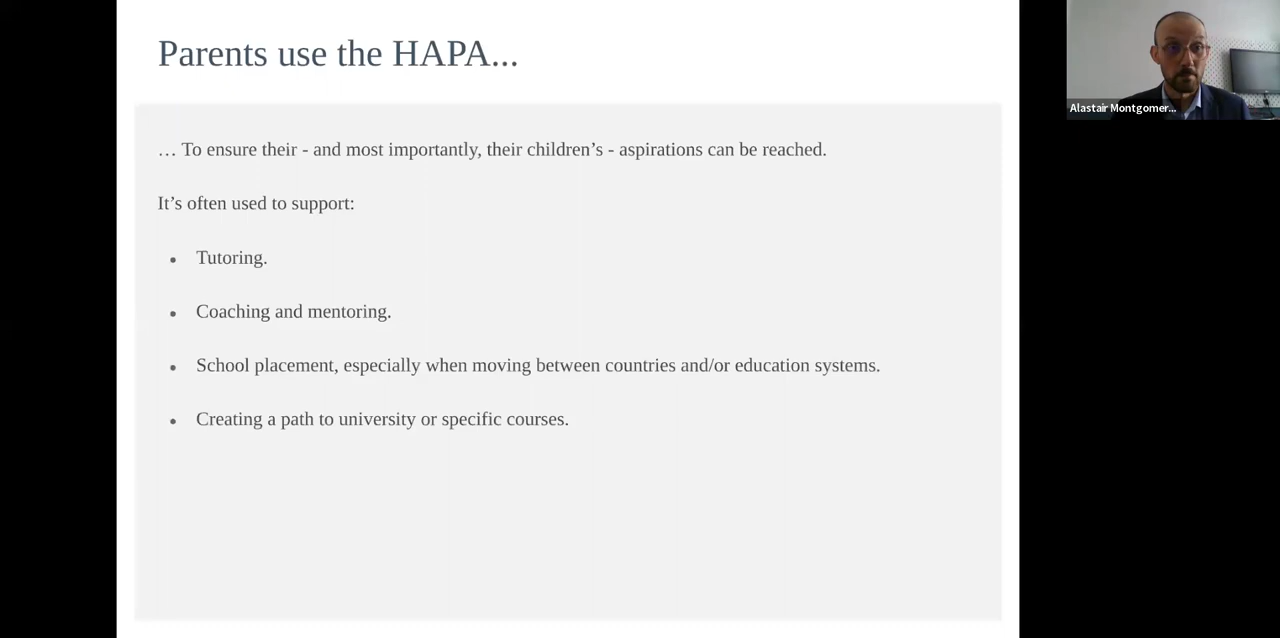 Parents use the HAPA...
… To ensure their - and most importantly, their children’s - aspirations can be reached.
It’s often used to support:
• Tutoring.
• Coaching and mentoring.
• School placement, especially when moving between countries and/or education systems.
• Creating a path to university or specific courses.
Alastair Montgomer...